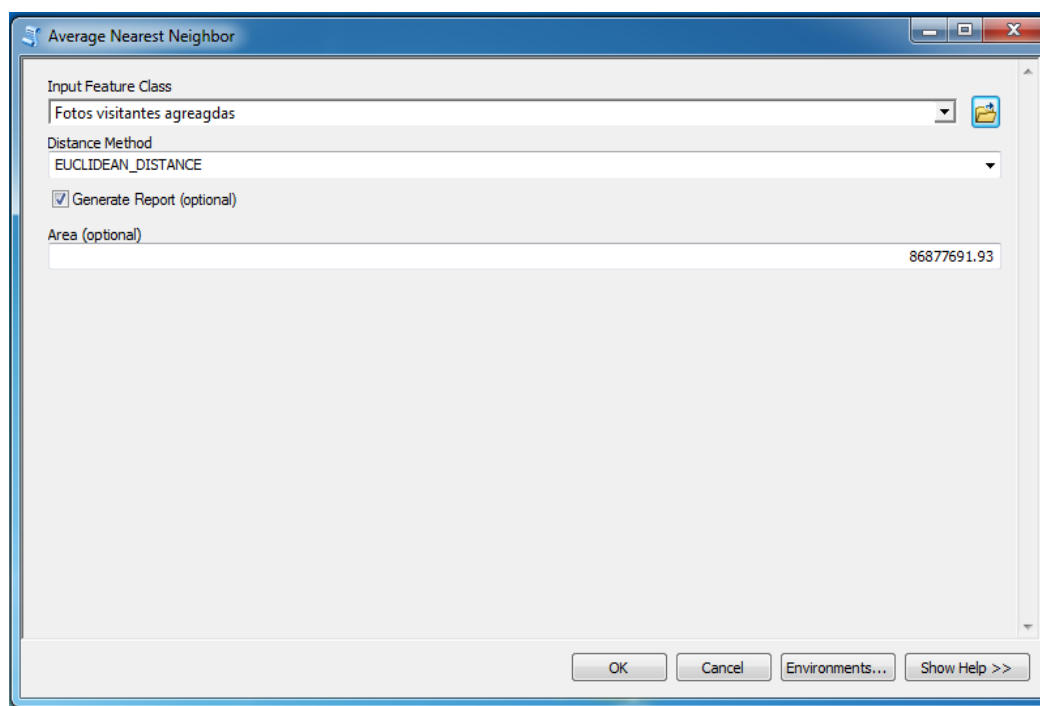 Average Nearest Neighbor
Input Feature Class
Fotos visitantes agreagdas
Distance Method
EUCLIDEAN_DISTANCE
Generate Report (optional)
Area (optional)
86877691.93
OK Cancel Environments... Show Help >>